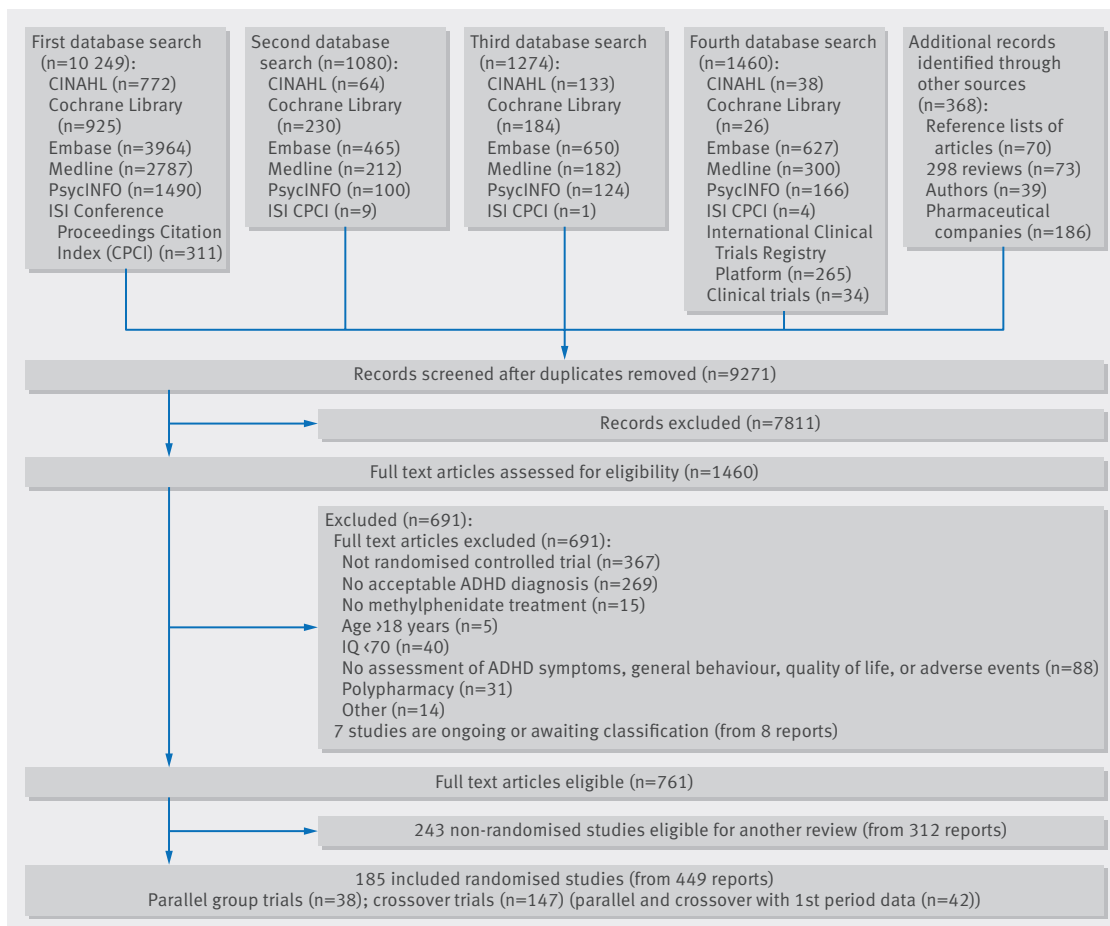 First database search
(n=10 249):
CINAHL (n=772)
Cochrane Library
(n=925)
Embase (n=3964)
Medline (n=2787)
PsycINFO (n=1490)
ISI Conference
Proceedings Citation
Index (CPCI) (n=311)
Second database
search (n=1080):
CINAHL (n=64)
Cochrane Library
(n=230)
Embase (n=465)
Medline (n=212)
PsycINFO (n=100)
ISI CPCI (n=9)
Third database search
(n=1274):
CINAHL (n=133)
Cochrane Library
(n=184)
Embase (n=650)
Medline (n=182)
PsycINFO (n=124)
ISI CPCI (n=1)
Fourth database search
(n=1460):
CINAHL (n=38)
Cochrane Library
(n=26)
Embase (n=627)
Medline (n=300)
PsycINFO (n=166)
ISI CPCI (n=4)
International Clinical
Trials Registry
Platform (n=265)
Clinical trials (n=34)
Additional records
identified through
other sources
(n=368):
Reference lists of
articles (n=70)
298 reviews (n=73)
Authors (n=39)
Pharmaceutical
companies (n=186)
Records screened after duplicates removed (n=9271)
Records excluded (n=7811)
Full text articles assessed for eligibility (n=1460)
Excluded (n=691):
Full text articles excluded (n=691):
Not randomised controlled trial (n=367)
No acceptable ADHD diagnosis (n=269)
No methylphenidate treatment (n=15)
Age >18 years (n=5)
IQ <70 (n=40)
No assessment of ADHD symptoms, general behaviour, quality of life, or adverse events (n=88)
Polypharmacy (n=31)
Other (n=14)
7 studies are ongoing or awaiting classification (from 8 reports)
Full text articles eligible (n=761)
243 non-randomised studies eligible for another review (from 312 reports)
185 included randomised studies (from 449 reports)
Parallel group trials (n=38); crossover trials (n=147) (parallel and crossover with 1st period data (n=42))